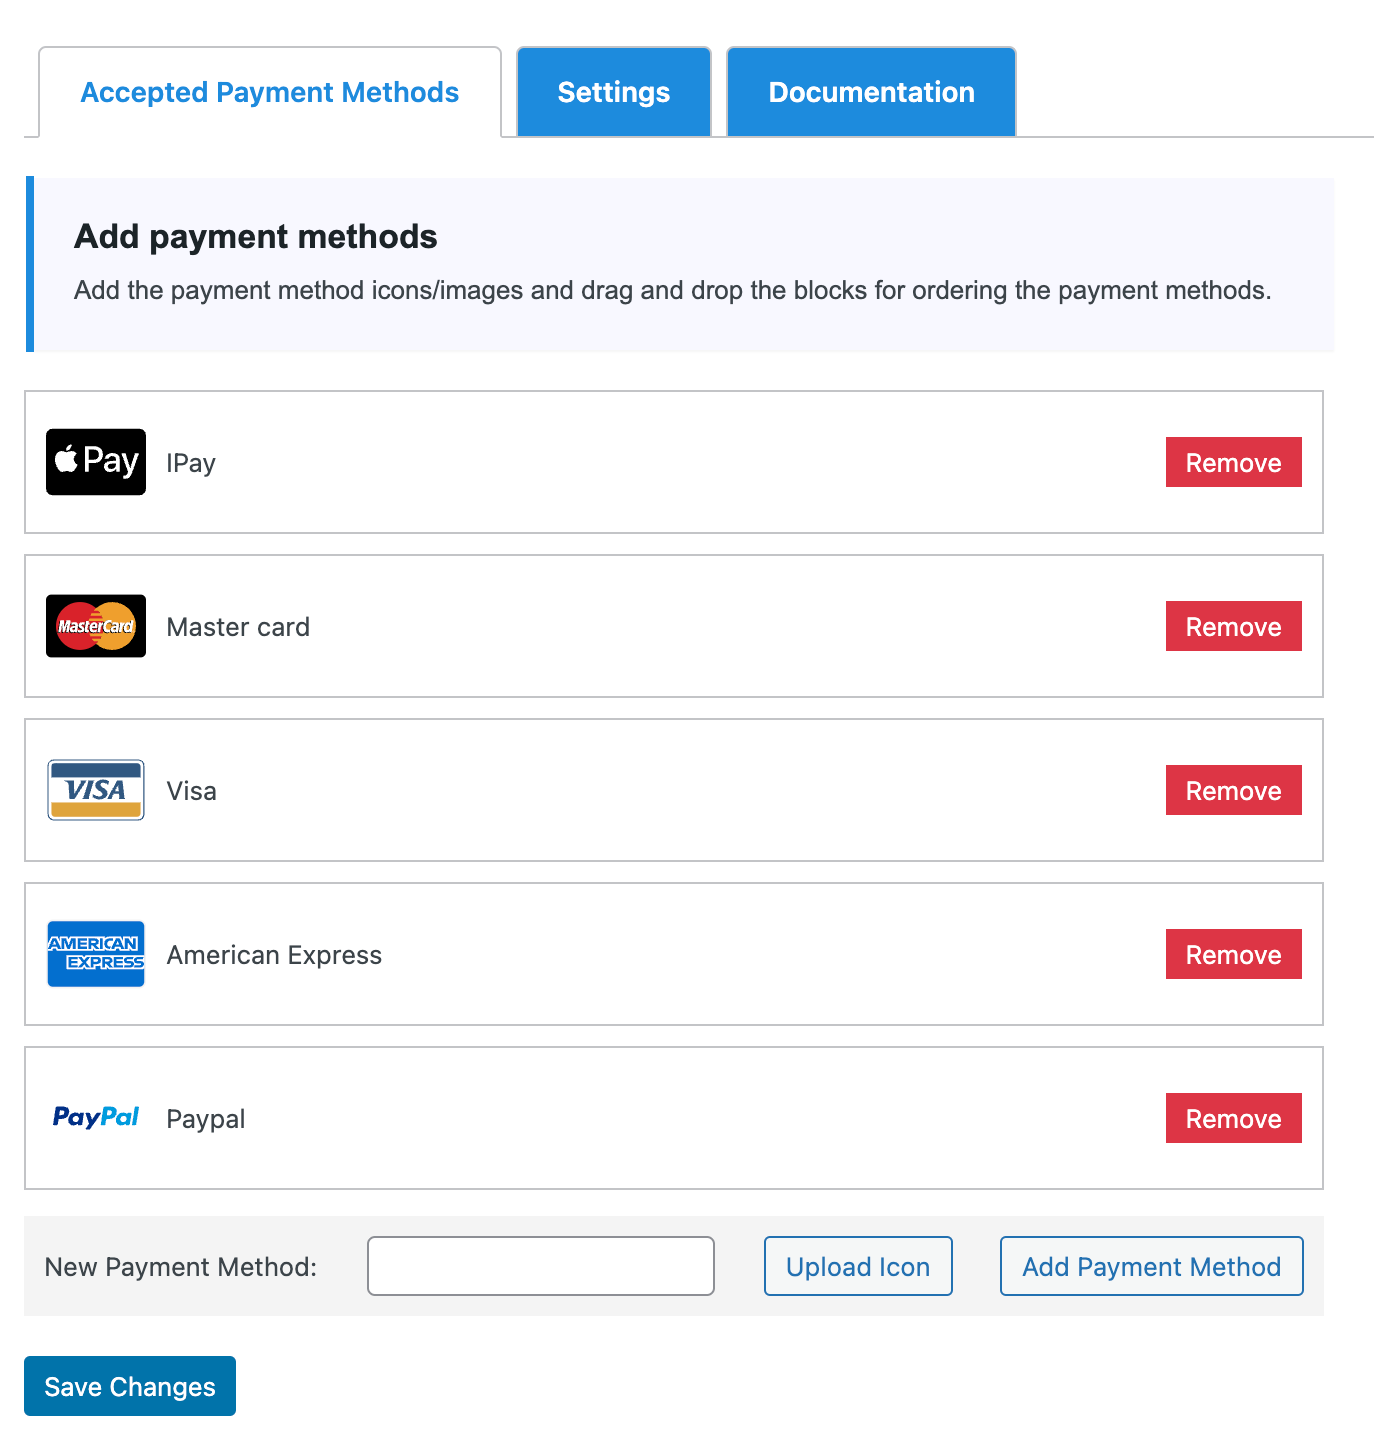 Accepted Payment Methods
Settings
Documentation
Add payment methods
Add the payment method icons/images and drag and drop the blocks for ordering the payment methods.
Pay
IPay
Remove
MasterCard
Master card
Remove
VISA
Visa
Remove
AMERICAN
EXPRESS
American Express
Remove
PayPal
Paypal
Remove
New Payment Method:
Upload Icon
Add Payment Method
Save Changes